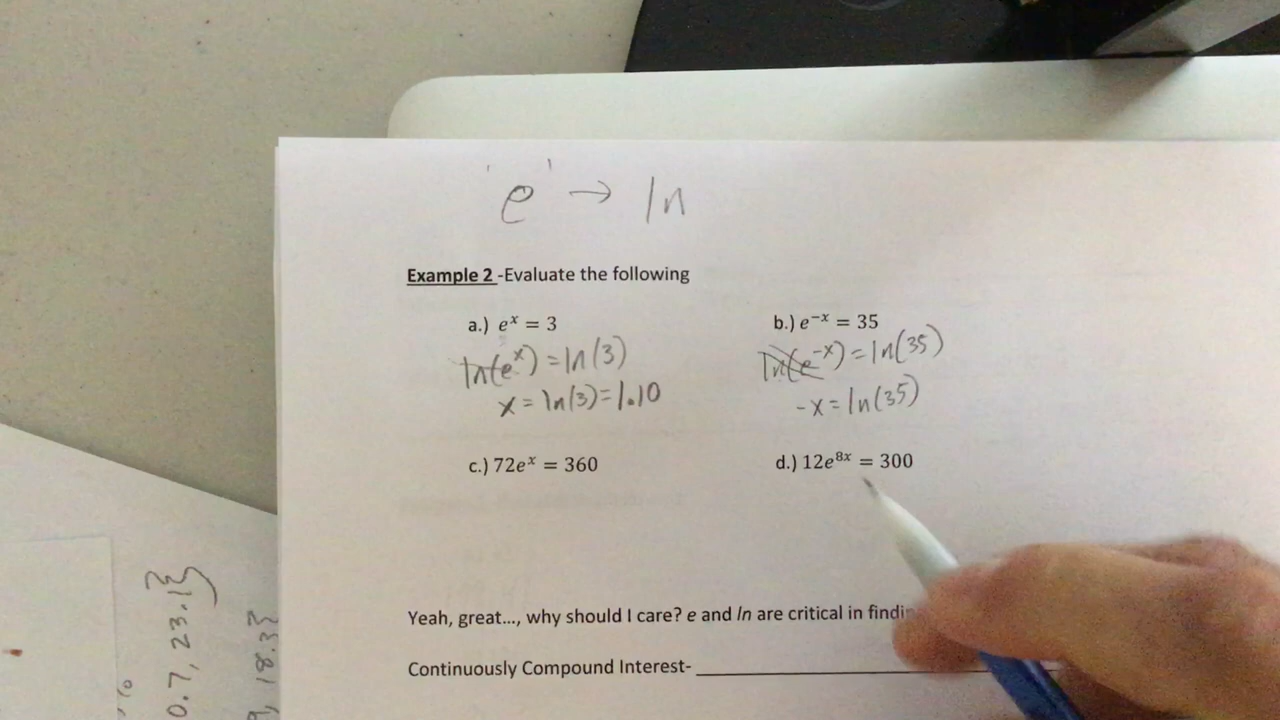 'e' → ln
Example 2 -Evaluate the following
a.) e^x = 3
ln(e^x) = ln(3)
x = ln(3) = 1.10
b.) e^−x = 35
ln(e^-x) = ln(35)
-x = ln(35)
c.) 72e^x = 360
d.) 12e^8x = 300
Yeah, great..., why should I care? e and ln are critical in
Continuously Compound Interest-
0.7, 23.1}
, 18.3}
%